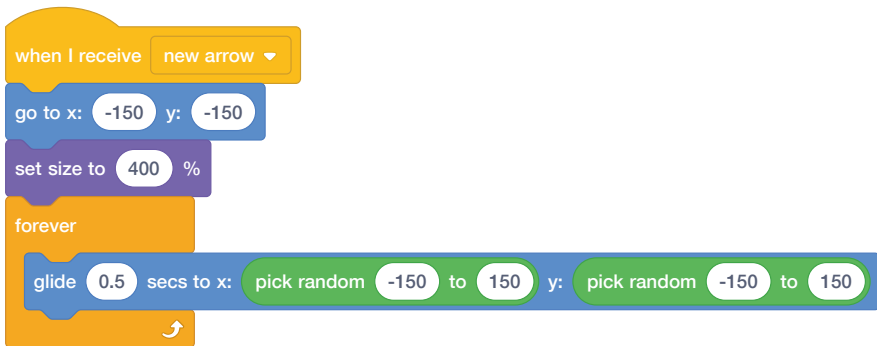 when I receive new arrow
go to x: -150 y: -150
set size to 400 %
forever
glide 0.5 secs to x: pick random -150 to 150 y: pick random -150 to 150